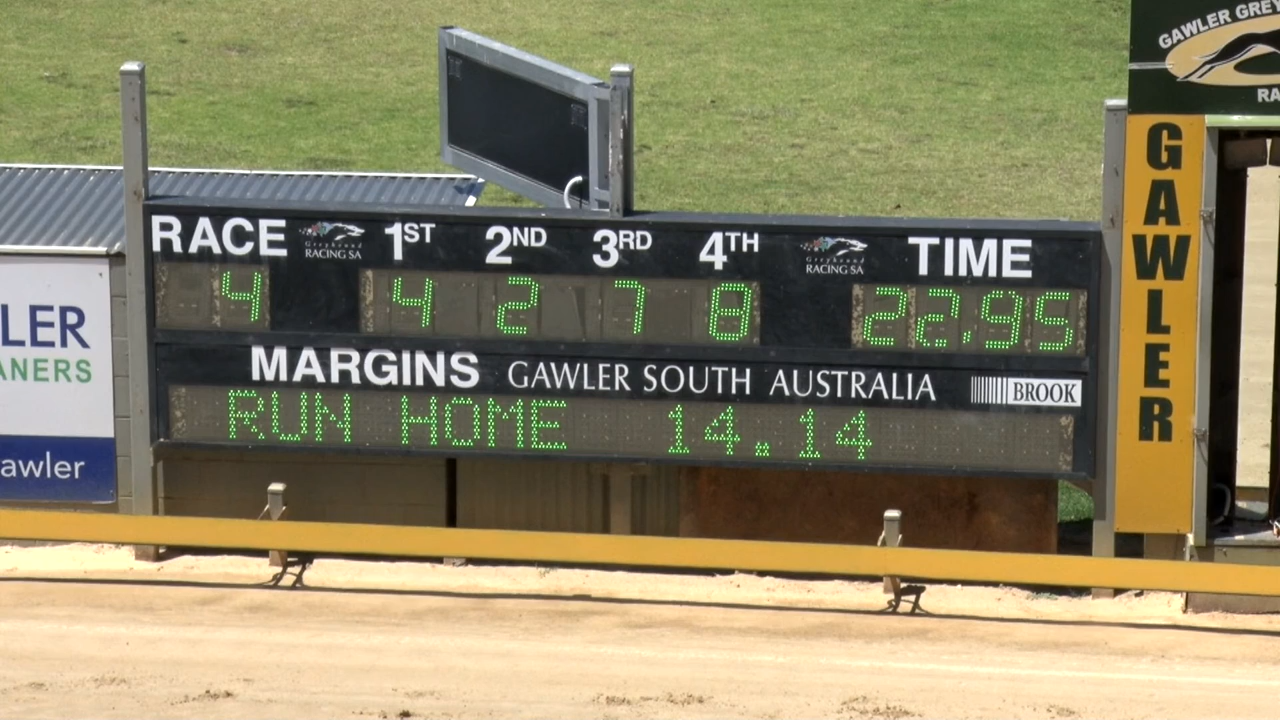 GAWLER GREY
RA
GAWLER
RACE 1ST 2ND 3RD 4TH TIME
Greyhound RACING SA
Greyhound RACING SA
4 4 2 7 8 22.95
MARGINS GAWLER SOUTH AUSTRALIA BROOK
RUN HOME 14.14
LER
ANERS
awler